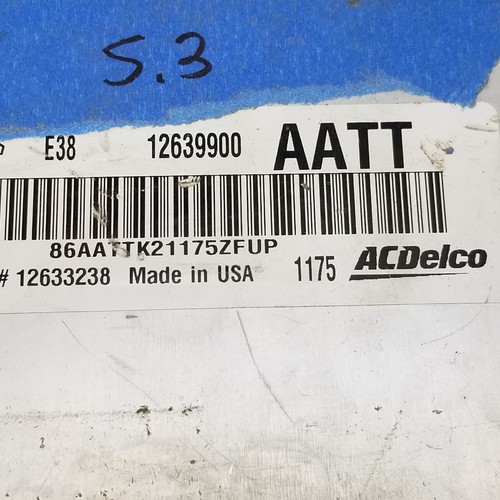 5.3
E38 12639900 AATT
86AATTK21175ZFUP
# 12633238 Made in USA 1175 ACDelco